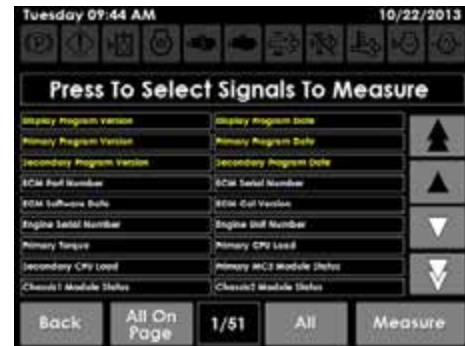 Tuesday 09:44 AM 10/22/2013
Press To Select Signals To Measure
Display Program Version Display Program Date
Primary Program Version Primary Program Date
Secondary Program Version Secondary Program Date
ECM Part Number ECM Serial Number
ECM Software Date ECM Cal Version
Engine Serial Number Engine Unit Number
Primary Torque Primary CPU Load
Secondary CPU Load Primary MC3 Module Status
Chassis1 Module Status Chassis2 Module Status
Back All On Page 1/51 All Measure